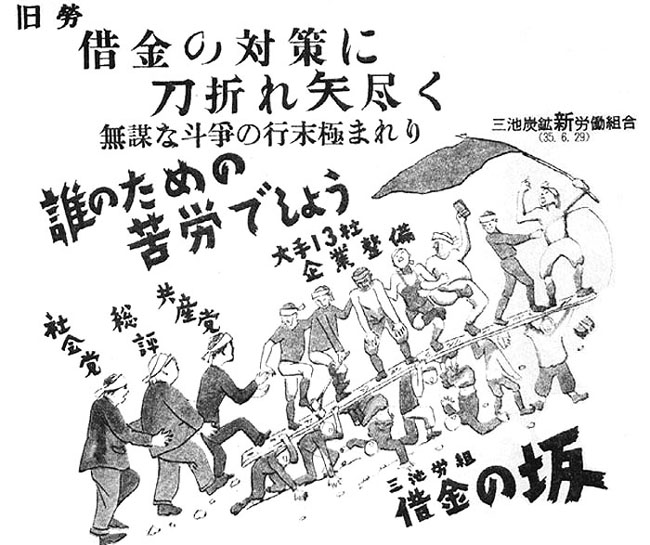 旧労
借金の対策に
刀折れ矢尽く
無謀な斗爭の行末極まれり
三池炭鉱新労働組合
(35.6.29)
誰のための
苦労でしょう
大手13社
企業整備
共産党
総評
社会党
三池労組
借金の坂